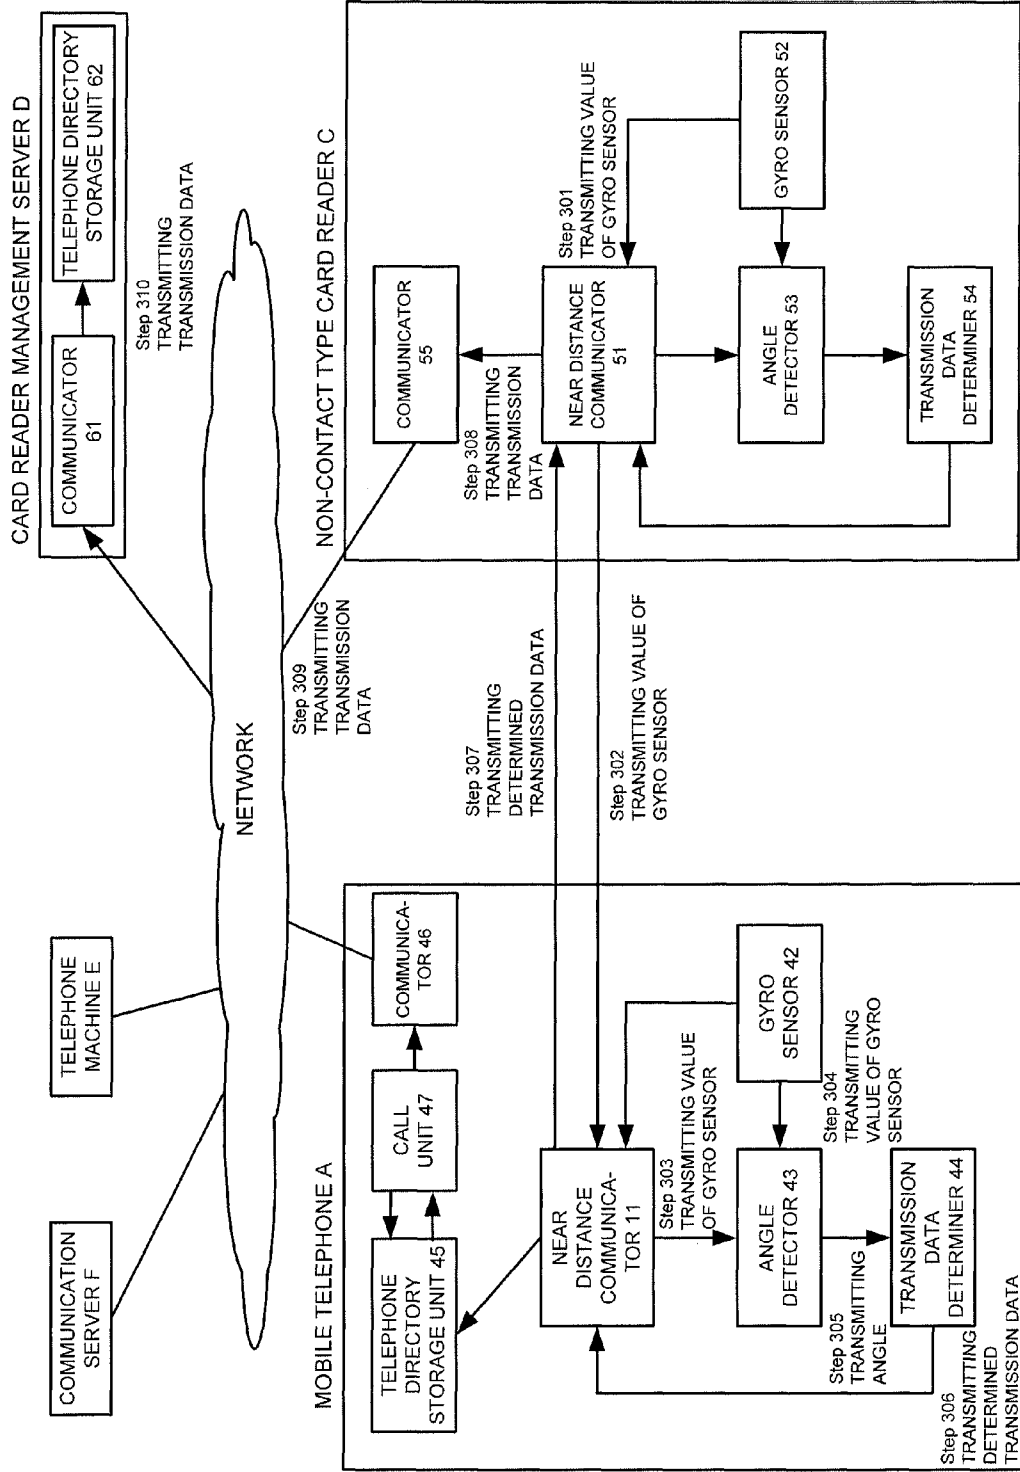 CARD READER MANAGEMENT SERVER D
COMMUNICATOR
61
TELEPHONE DIRECTORY
STORAGE UNIT 62
Step 310
TRANSMITTING
TRANSMISSION DATA
COMMUNICATION
SERVER F
TELEPHONE
MACHINE E
NETWORK
Step 309
TRANSMITTING
TRANSMISSION
DATA
MOBILE TELEPHONE A
TELEPHONE
DIRECTORY
STORAGE UNIT 45
CALL
UNIT 47
COMMUNICA-
TOR 46
NEAR
DISTANCE
COMMUNICA-
TOR 11
Step 303
TRANSMITTING VALUE
OF GYRO SENSOR
GYRO
SENSOR 42
ANGLE
DETECTOR 43
Step 304
TRANSMITTING
VALUE OF GYRO
SENSOR
Step 305
TRANSMITTING
ANGLE
TRANSMISSION
DATA
DETERMINER 44
Step 306
TRANSMITTING
DETERMINED
TRANSMISSION DATA
Step 307
TRANSMITTING
DETERMINED
TRANSMISSION DATA
Step 302
TRANSMITTING VALUE OF
GYRO SENSOR
NON-CONTACT TYPE CARD READER C
COMMUNICATOR
55
Step 308
TRANSMITTING
TRANSMISSION
DATA
NEAR DISTANCE
COMMUNICATOR
51
Step 301
TRANSMITTING VALUE
OF GYRO SENSOR
GYRO SENSOR 52
ANGLE
DETECTOR 53
TRANSMISSION
DATA
DETERMINER 54